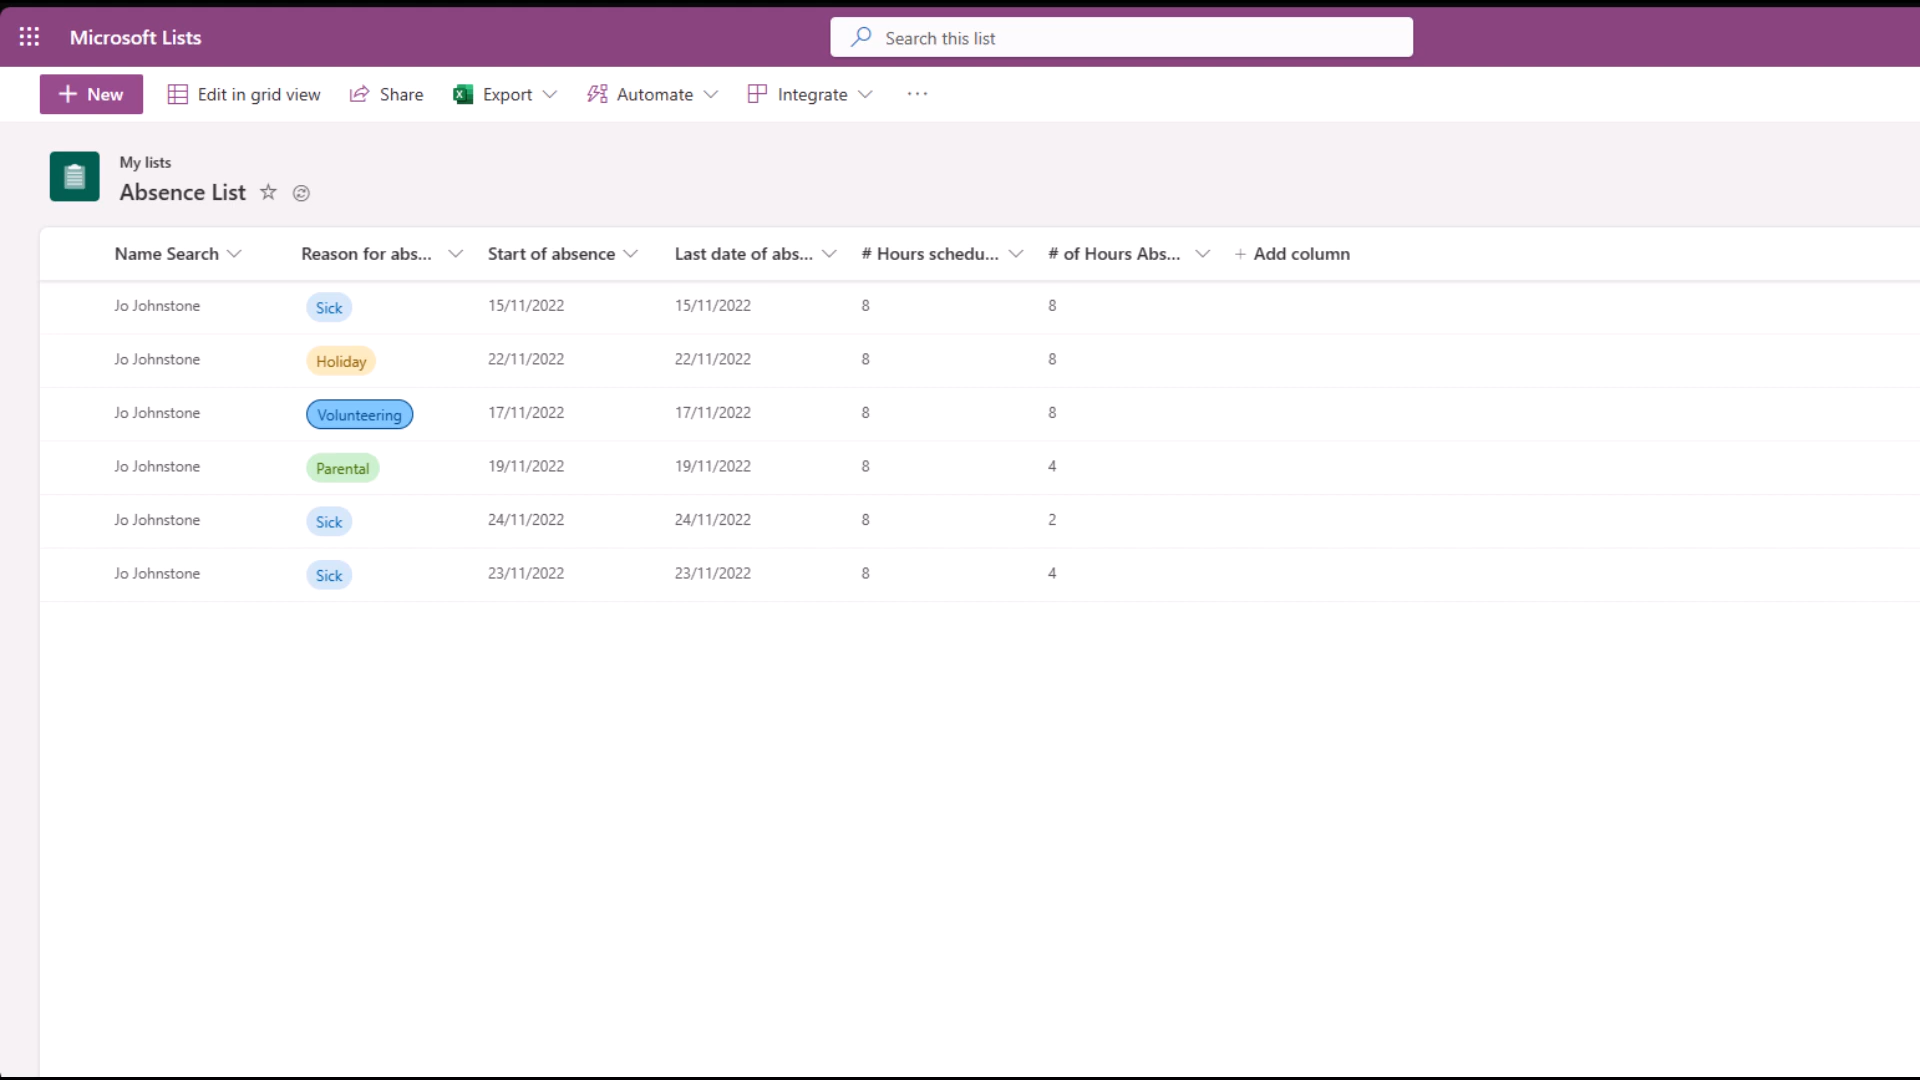 Microsoft Lists
Search this list
New
Edit in grid view
Share
Export
Automate
Integrate
My lists
Absence List
Name Search Reason for abs... Start of absence Last date of abs... # Hours schedu... # of Hours Abs... + Add column
Jo Johnstone Sick 15/11/2022 15/11/2022 8 8
Jo Johnstone Holiday 22/11/2022 22/11/2022 8 8
Jo Johnstone Volunteering 17/11/2022 17/11/2022 8 8
Jo Johnstone Parental 19/11/2022 19/11/2022 8 4
Jo Johnstone Sick 24/11/2022 24/11/2022 8 2
Jo Johnstone Sick 23/11/2022 23/11/2022 8 4